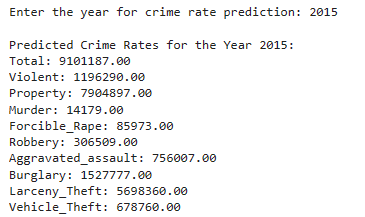 Enter the year for crime rate prediction: 2015
Predicted Crime Rates for the Year 2015:
Total: 9101187.00
Violent: 1196290.00
Property: 7904897.00
Murder: 14179.00
Forcible_Rape: 85973.00
Robbery: 306509.00
Aggravated_assault: 756007.00
Burglary: 1527777.00
Larceny_Theft: 5698360.00
Vehicle_Theft: 678760.00